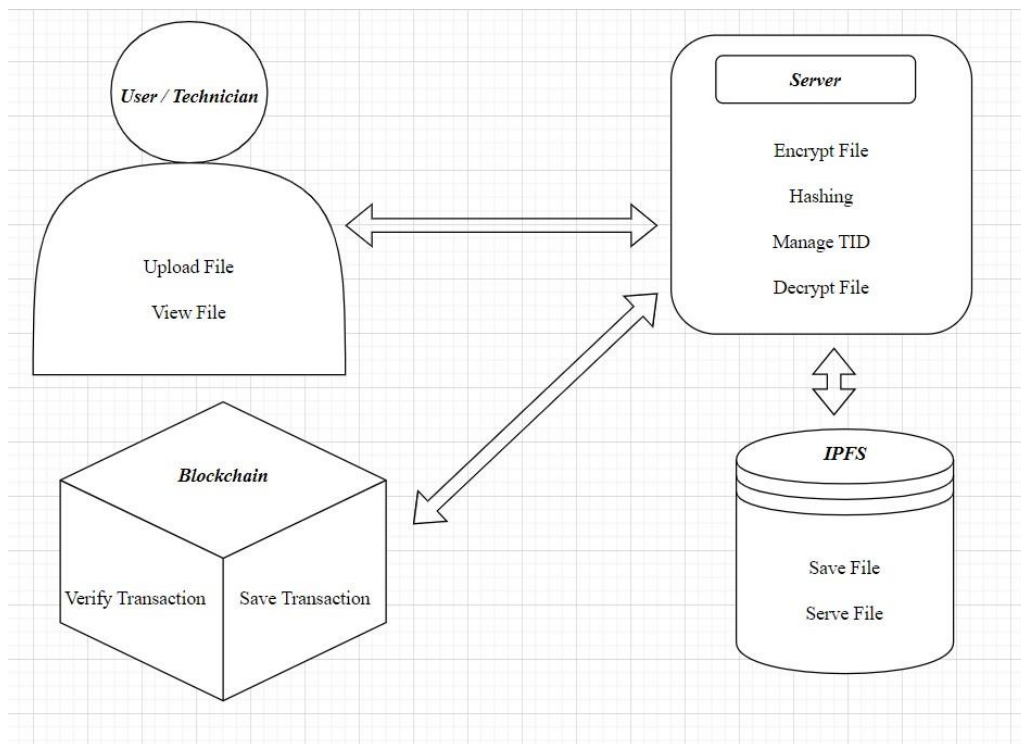 User / Technician
Upload File
View File
Server
Encrypt File
Hashing
Manage TID
Decrypt File
Blockchain
Verify Transaction
Save Transaction
IPFS
Save File
Serve File